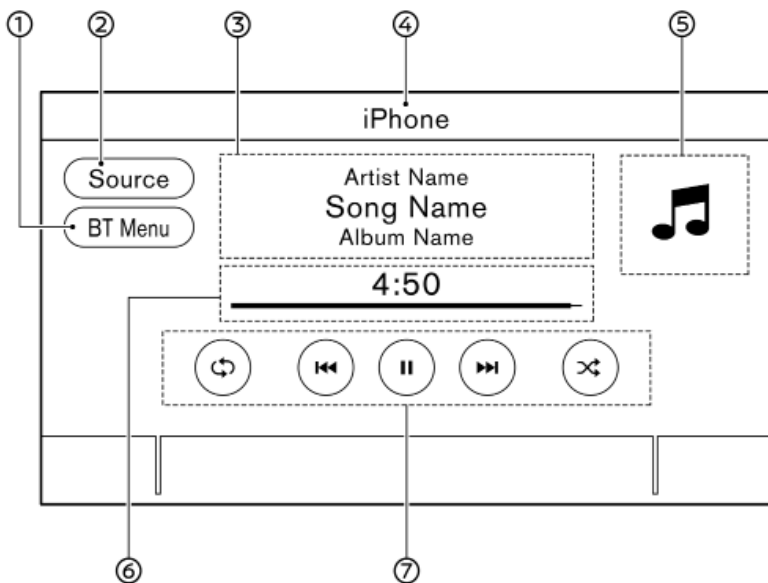 ① ② ③ ④ ⑤
iPhone
Source
BT Menu
Artist Name
Song Name
Album Name
4:50
⑥ ⑦